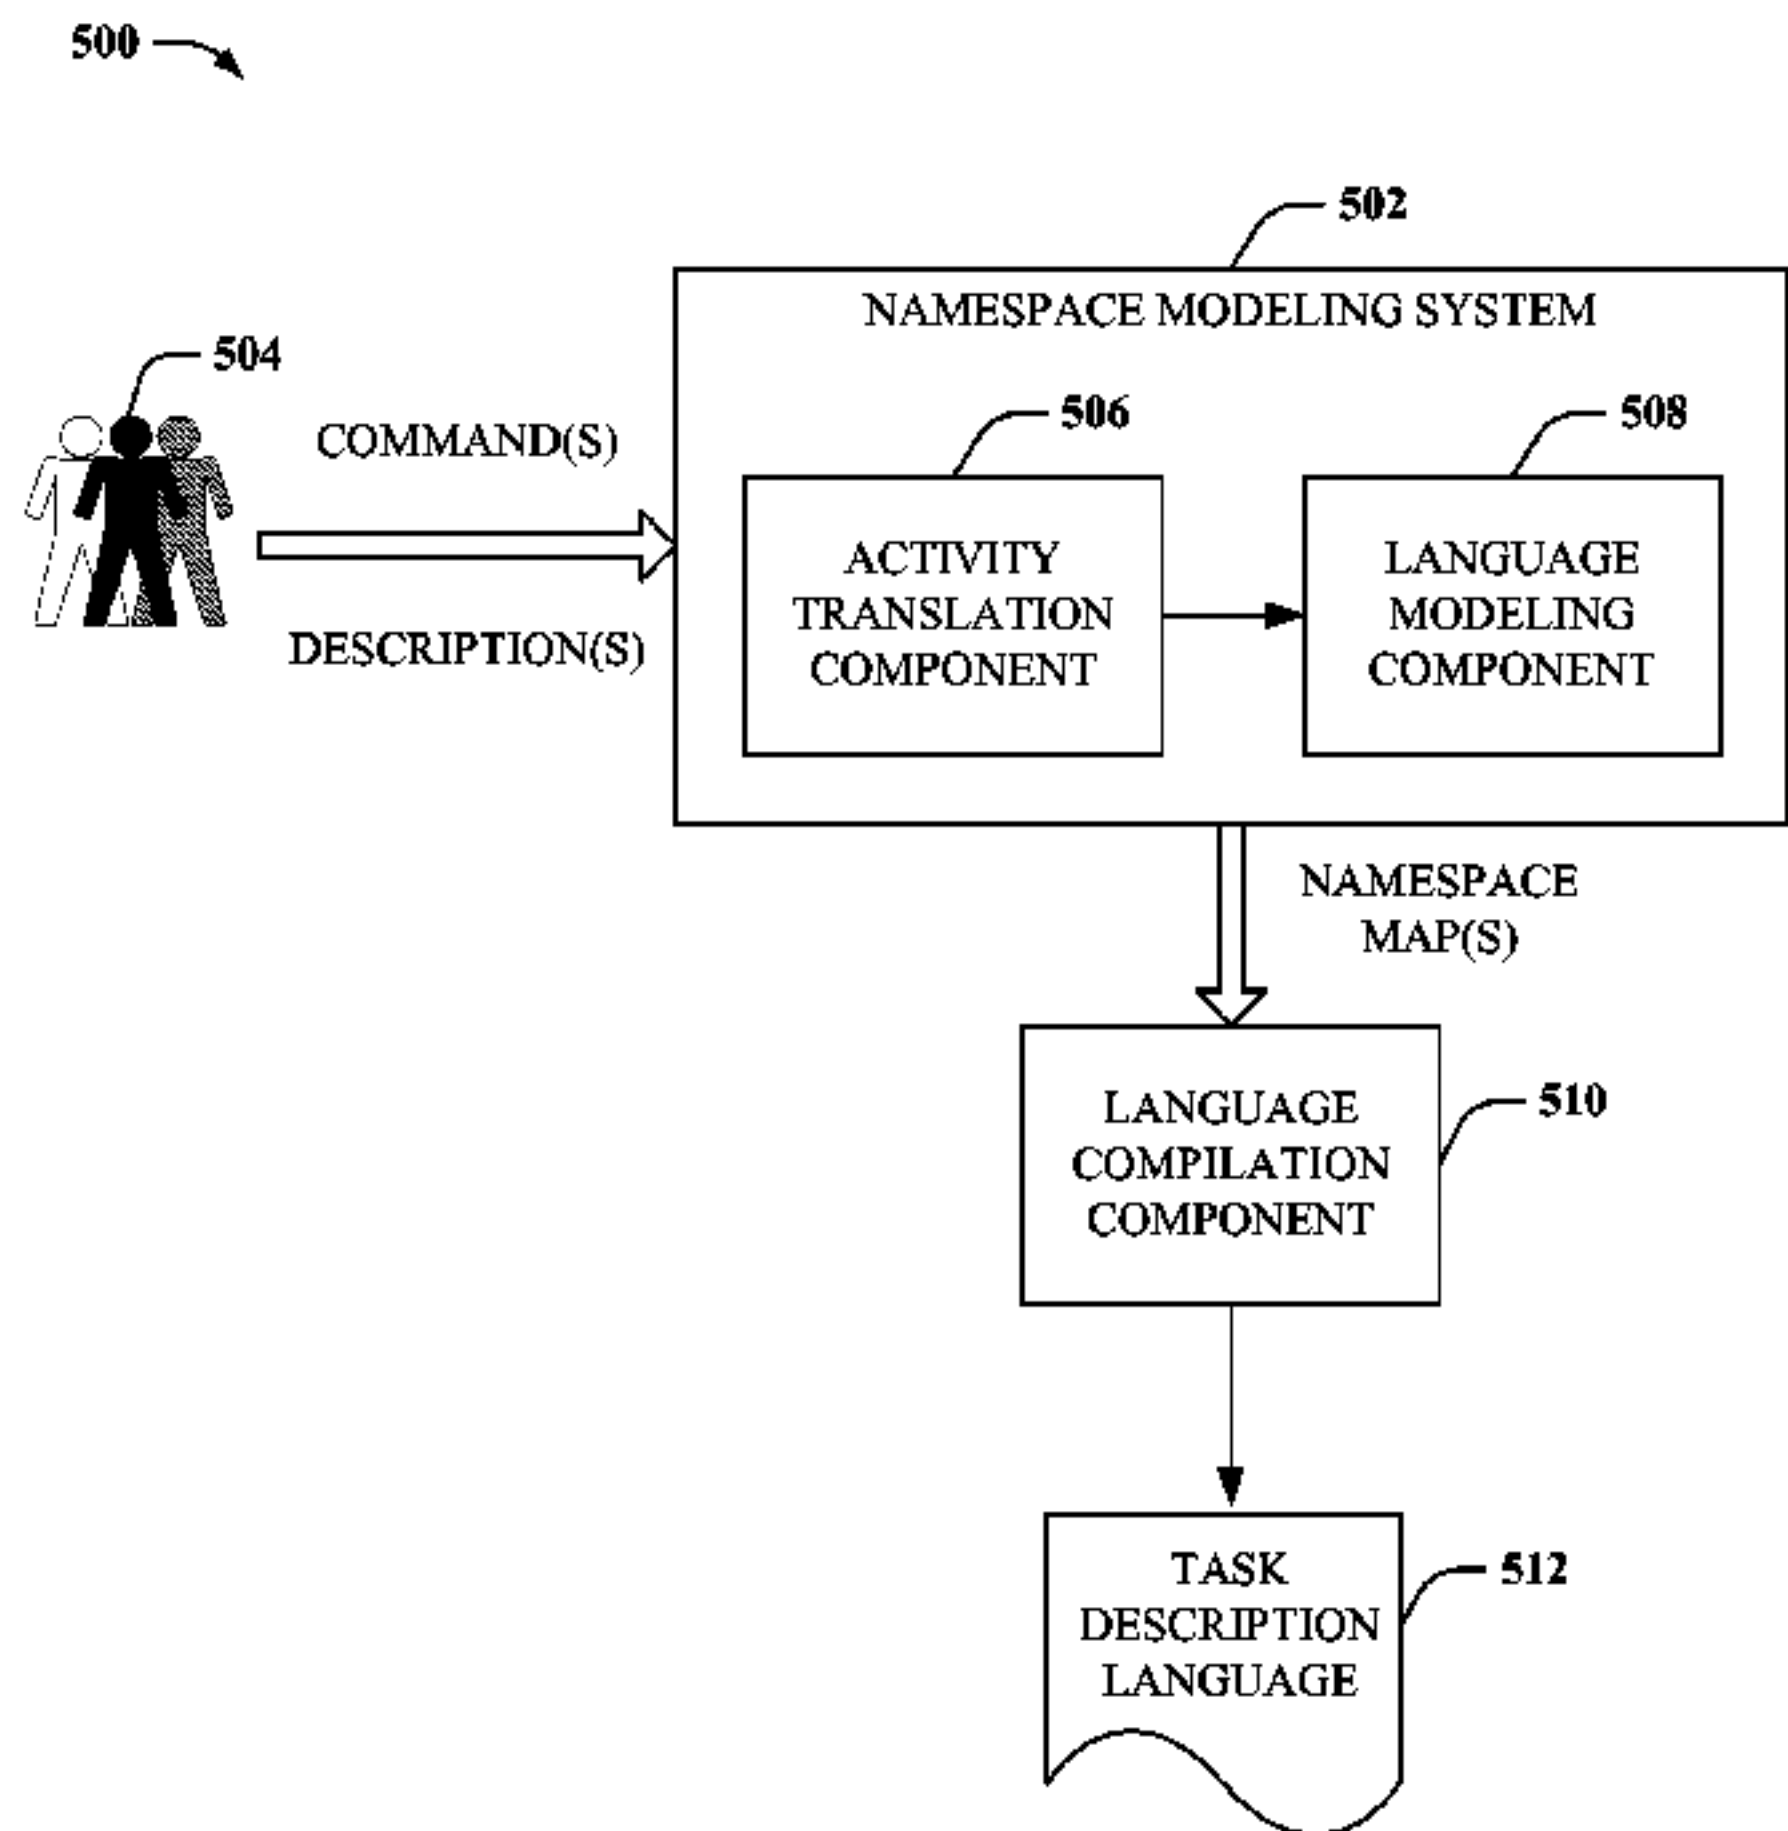 500
502
NAMESPACE MODELING SYSTEM
504
506
508
COMMAND(S)
DESCRIPTION(S)
ACTIVITY
TRANSLATION
COMPONENT
LANGUAGE
MODELING
COMPONENT
NAMESPACE
MAP(S)
LANGUAGE
COMPILATION
COMPONENT
510
TASK
DESCRIPTION
LANGUAGE
512